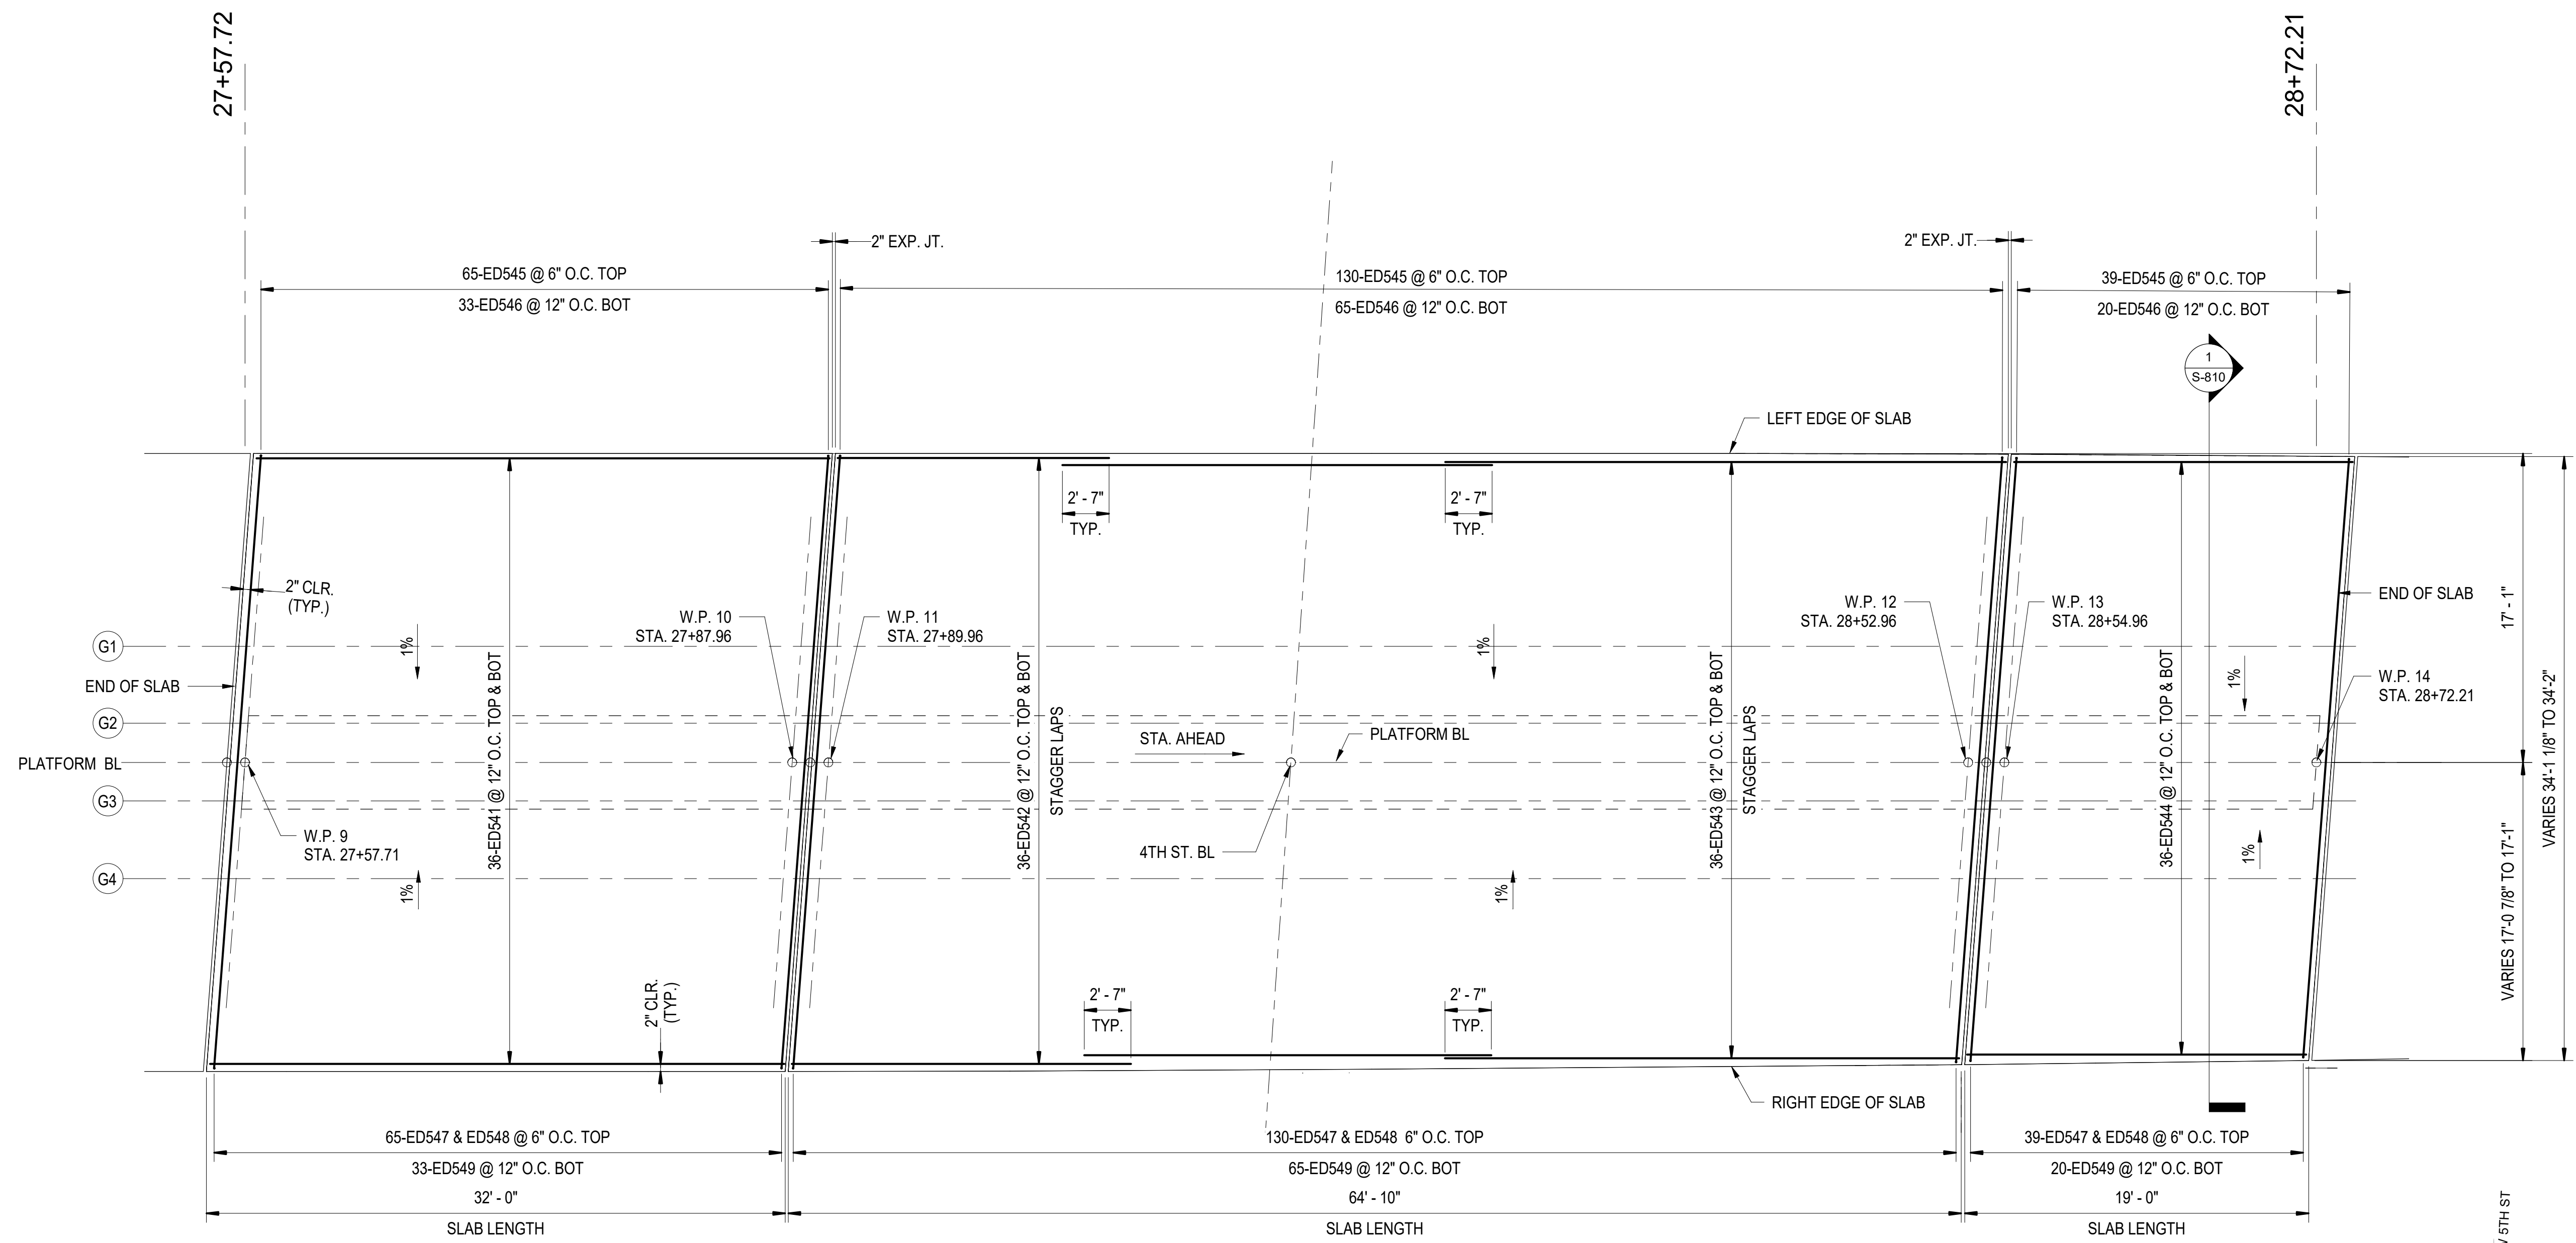 27+57.72
28+72.21
2" EXP. JT.
2" EXP. JT.
65-ED545 @ 6" O.C. TOP
33-ED546 @ 12" O.C. BOT
130-ED545 @ 6" O.C. TOP
65-ED546 @ 12" O.C. BOT
39-ED545 @ 6" O.C. TOP
20-ED546 @ 12" O.C. BOT
1
S-810
LEFT EDGE OF SLAB
2' - 7"
TYP.
2' - 7"
TYP.
2" CLR.
(TYP.)
W.P. 10
STA. 27+87.96
W.P. 11
STA. 27+89.96
W.P. 12
STA. 28+52.96
W.P. 13
STA. 28+54.96
END OF SLAB
17' - 1"
G1
1%
1%
1%
END OF SLAB
W.P. 14
STA. 28+72.21
VARIES 34'-1 1/8" TO 34'-2"
G2
36-ED541 @ 12" O.C. TOP & BOT
36-ED542 @ 12" O.C. TOP & BOT
STAGGER LAPS
36-ED543 @ 12" O.C. TOP & BOT
STAGGER LAPS
36-ED544 @ 12" O.C. TOP & BOT
STA. AHEAD
PLATFORM BL
PLATFORM BL
G3
W.P. 9
STA. 27+57.71
4TH ST. BL
G4
1%
1%
1%
VARIES 17'-0 7/8" TO 17'-1"
2" CLR.
(TYP.)
2' - 7"
TYP.
2' - 7"
TYP.
RIGHT EDGE OF SLAB
65-ED547 & ED548 @ 6" O.C. TOP
33-ED549 @ 12" O.C. BOT
130-ED547 & ED548 6" O.C. TOP
65-ED549 @ 12" O.C. BOT
39-ED547 & ED548 @ 6" O.C. TOP
20-ED549 @ 12" O.C. BOT
32' - 0"
SLAB LENGTH
64' - 10"
SLAB LENGTH
19' - 0"
SLAB LENGTH
5TH ST